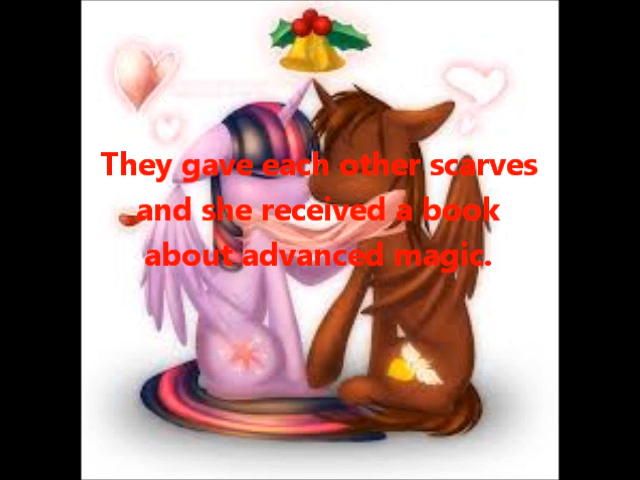 They gave each other scarves
and she received a book
about advanced magic.